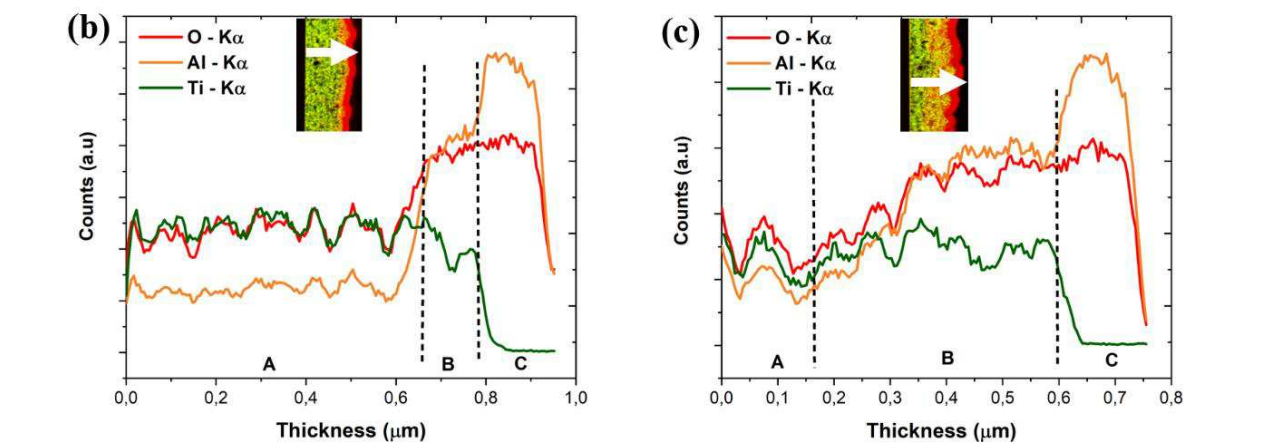 (b)
O - Kα
Al - Kα
Ti - Kα
Counts (a.u)
A
B
C
0,0
0,2
0,4
0,6
0,8
1,0
Thickness (μm)
(c)
O - Kα
Al - Kα
Ti - Kα
Counts (a.u)
A
B
C
0,0
0,1
0,2
0,3
0,4
0,5
0,6
0,7
0,8
Thickness (μm)